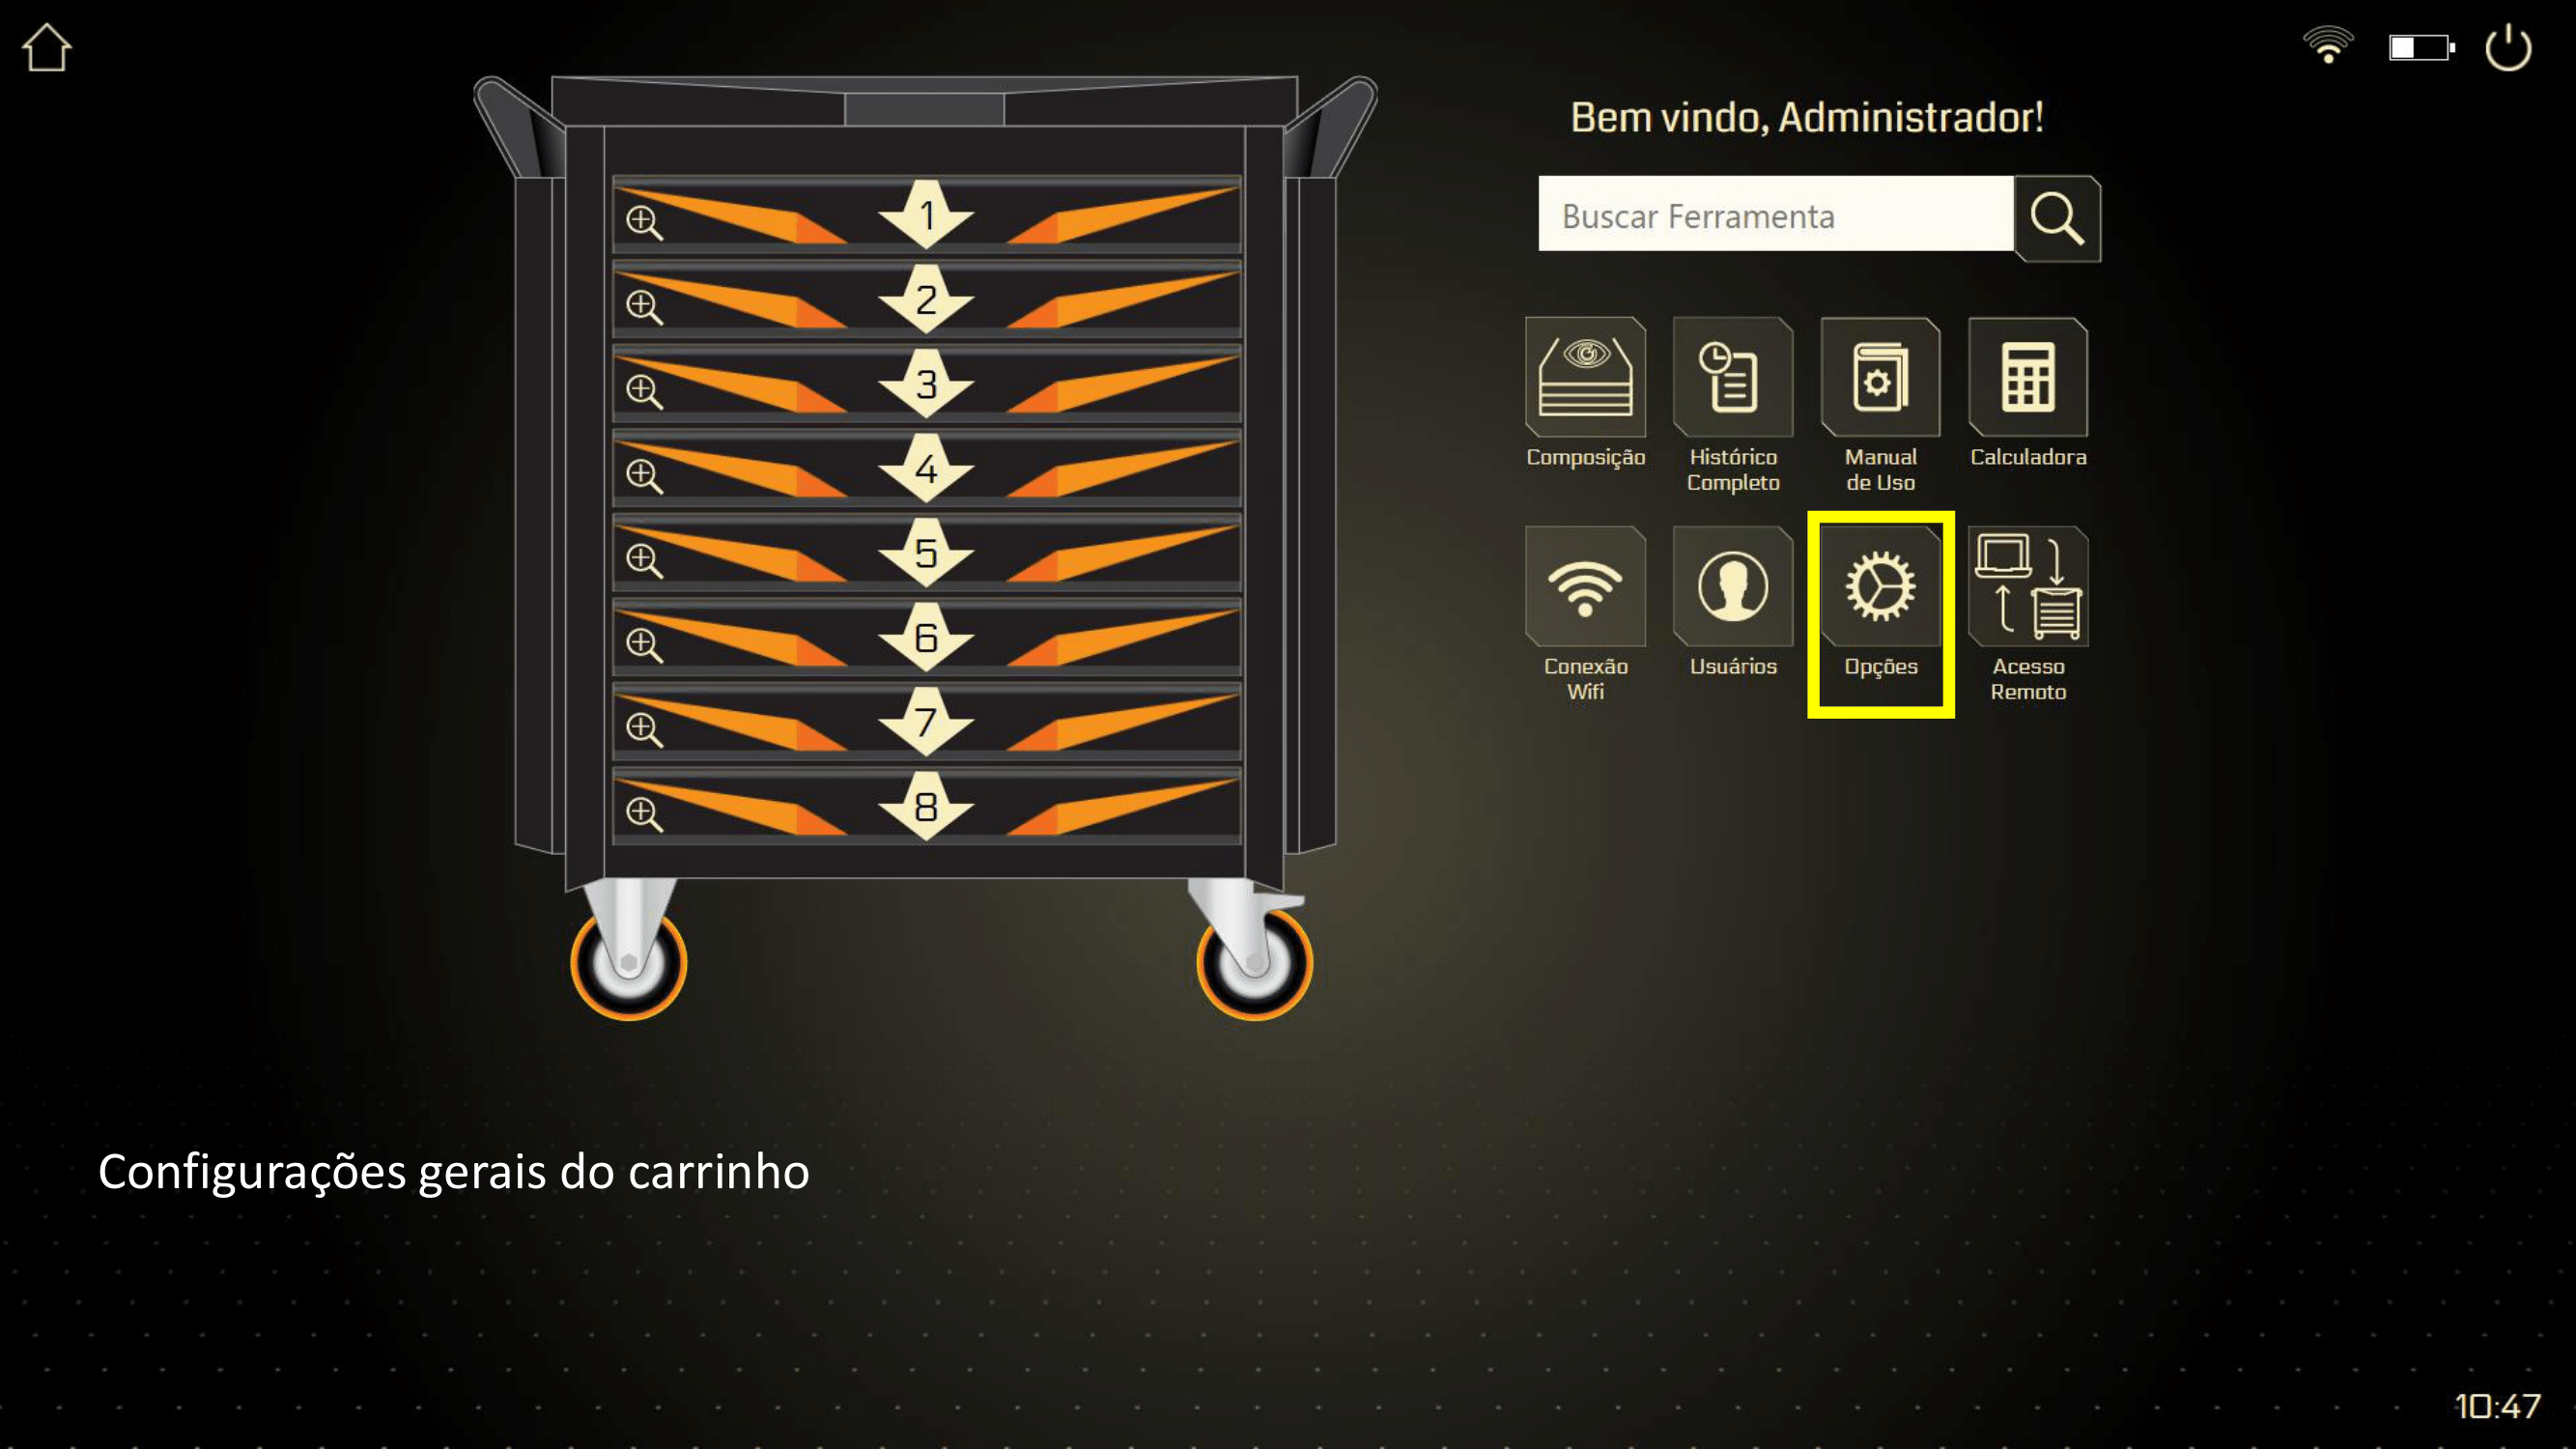 Bem vindo, Administrador!
Buscar Ferramenta
1
2
3
4
5
6
7
8
Composição
Histórico
Completo
Manual
de Uso
Calculadora
Conexão
Wifi
Usuários
Opções
Acesso
Remoto
Configurações gerais do carrinho
10:47